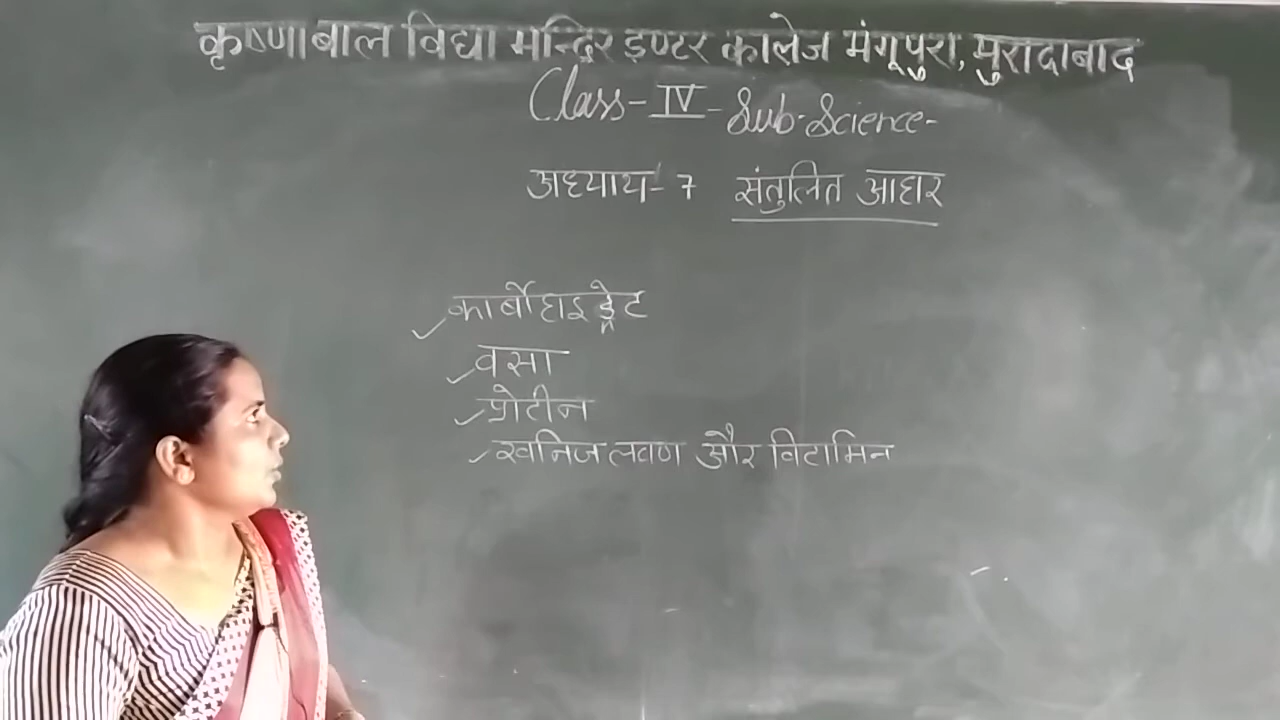 कृष्णा बाल विद्या मन्दिर इण्टर कालेज मंगूपुरा, मुरादाबाद
Class-IV-Sub-Science-
अध्याय-7 संतुलित आहार
कार्बोहाइड्रेट
वसा
प्रोटीन
खनिज लवण और विटामिन